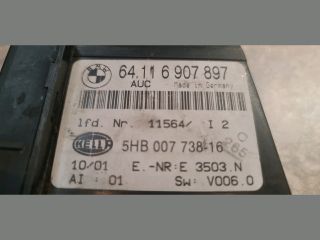 64.11 6 907 897
AUC Made in Germany
lfd. Nr. 11564/ I 2
HELLA 5HB 007 738-16
10/01 E.-NR:E 3503.N
AI : 01 SW: V006.0